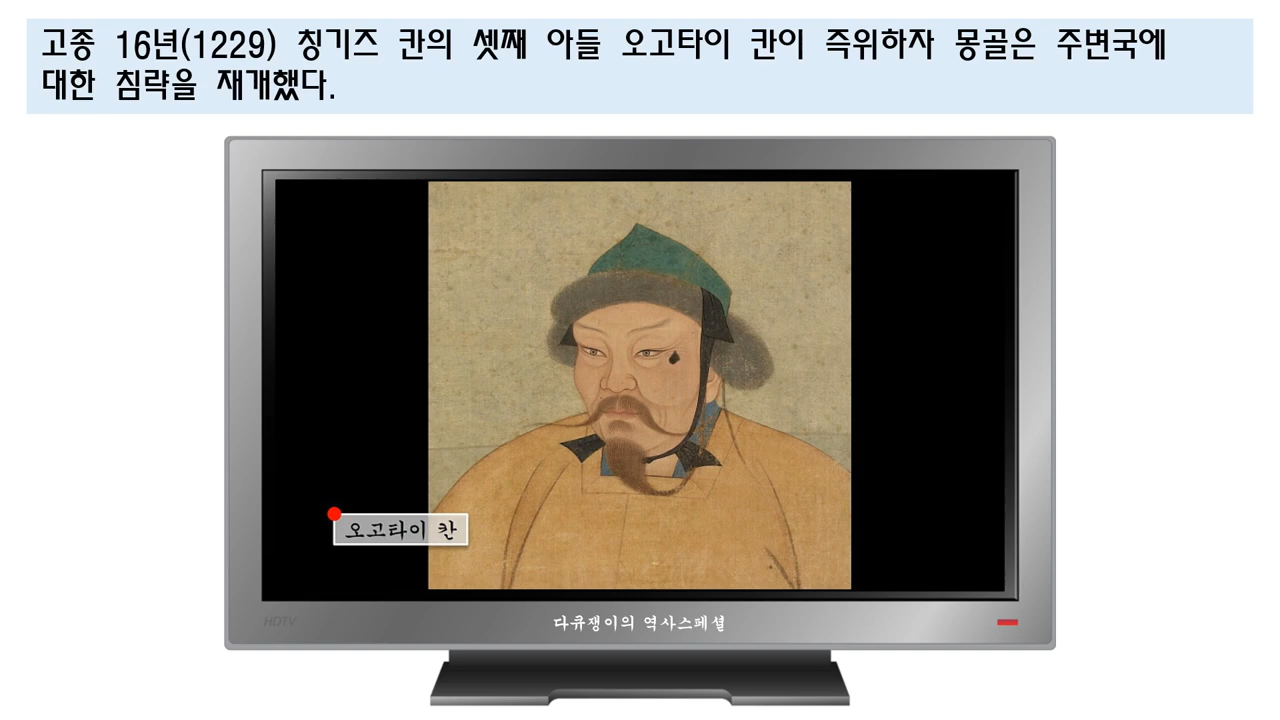 고종 16년(1229) 칭기즈 칸의 셋째 아들 오고타이 칸이 즉위하자 몽골은 주변국에
대한 침략을 재개했다.
오고타이 칸
HDTV
다큐쟁이의 역사스페셜